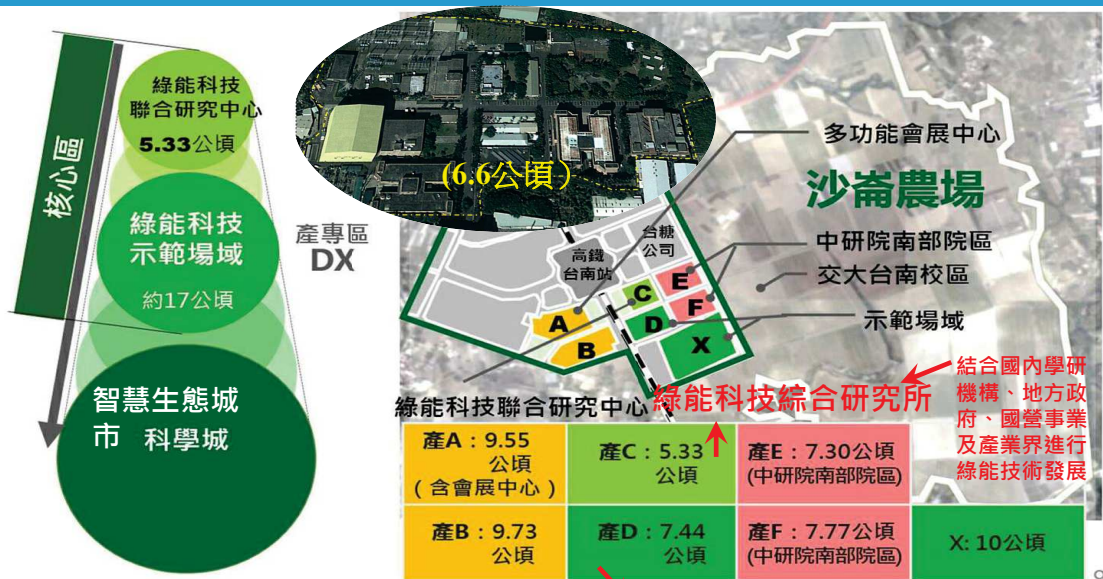 核心區
綠能科技
聯合研究中心
5.33公頃
綠能科技
示範場域
約17公頃
智慧生態城
市 科學城
產專區
DX
(6.6公頃）
多功能會展中心
沙崙農場
中研院南部院區
交大台南校區
示範場域
高鐵
台南站
台糖
公司
A
B
C
D
E
F
X
綠能科技聯合研究中心
綠能科技綜合研究所
結合國內學研
機構、地方政
府、國營事業
及產業界進行
綠能技術發展
產A：9.55
公頃
(含會展中心)
產C：5.33
公頃
產E：7.30公頃
(中研院南部院區)
產B：9.73
公頃
產D：7.44
公頃
產F：7.77公頃
(中研院南部院區)
X: 10公頃